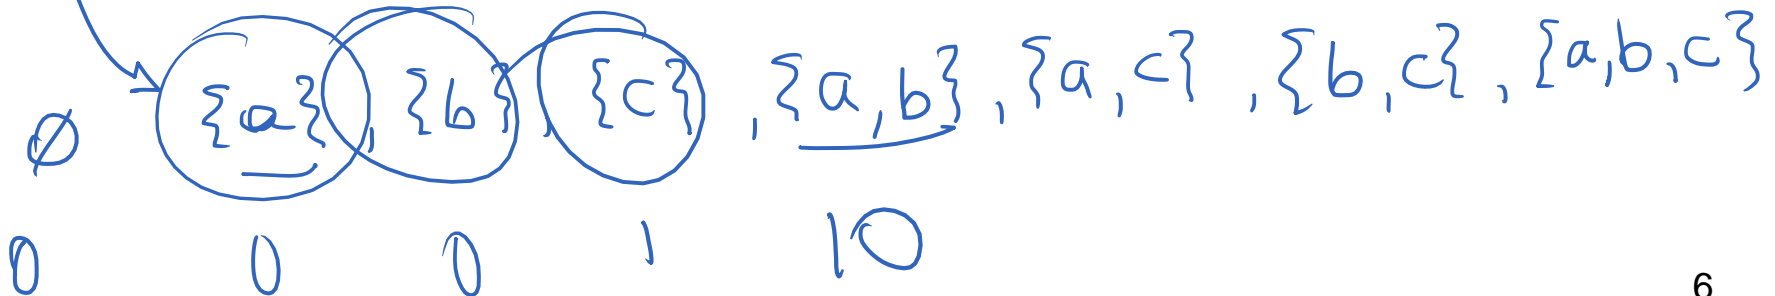 ∅ {a}, {b}, {c}, {a,b}, {a,c}, {b,c}, {a,b,c}
0 0 0 1 10
6